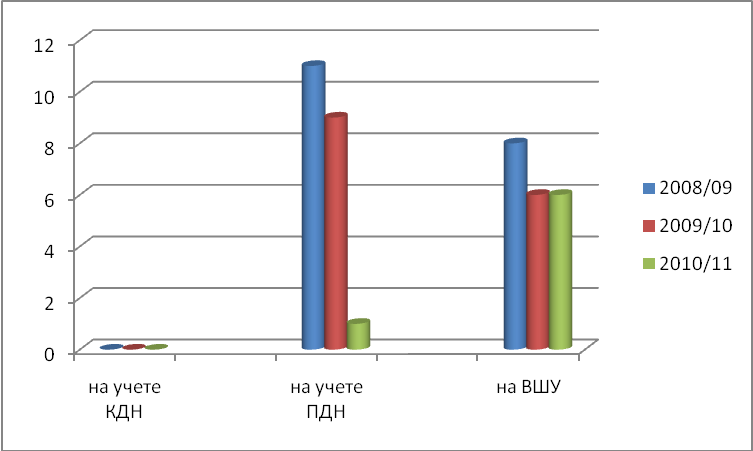 12
10
8
6
4
2
0
на учете
КДН
на учете
ПДН
на ВШУ
2008/09
2009/10
2010/11